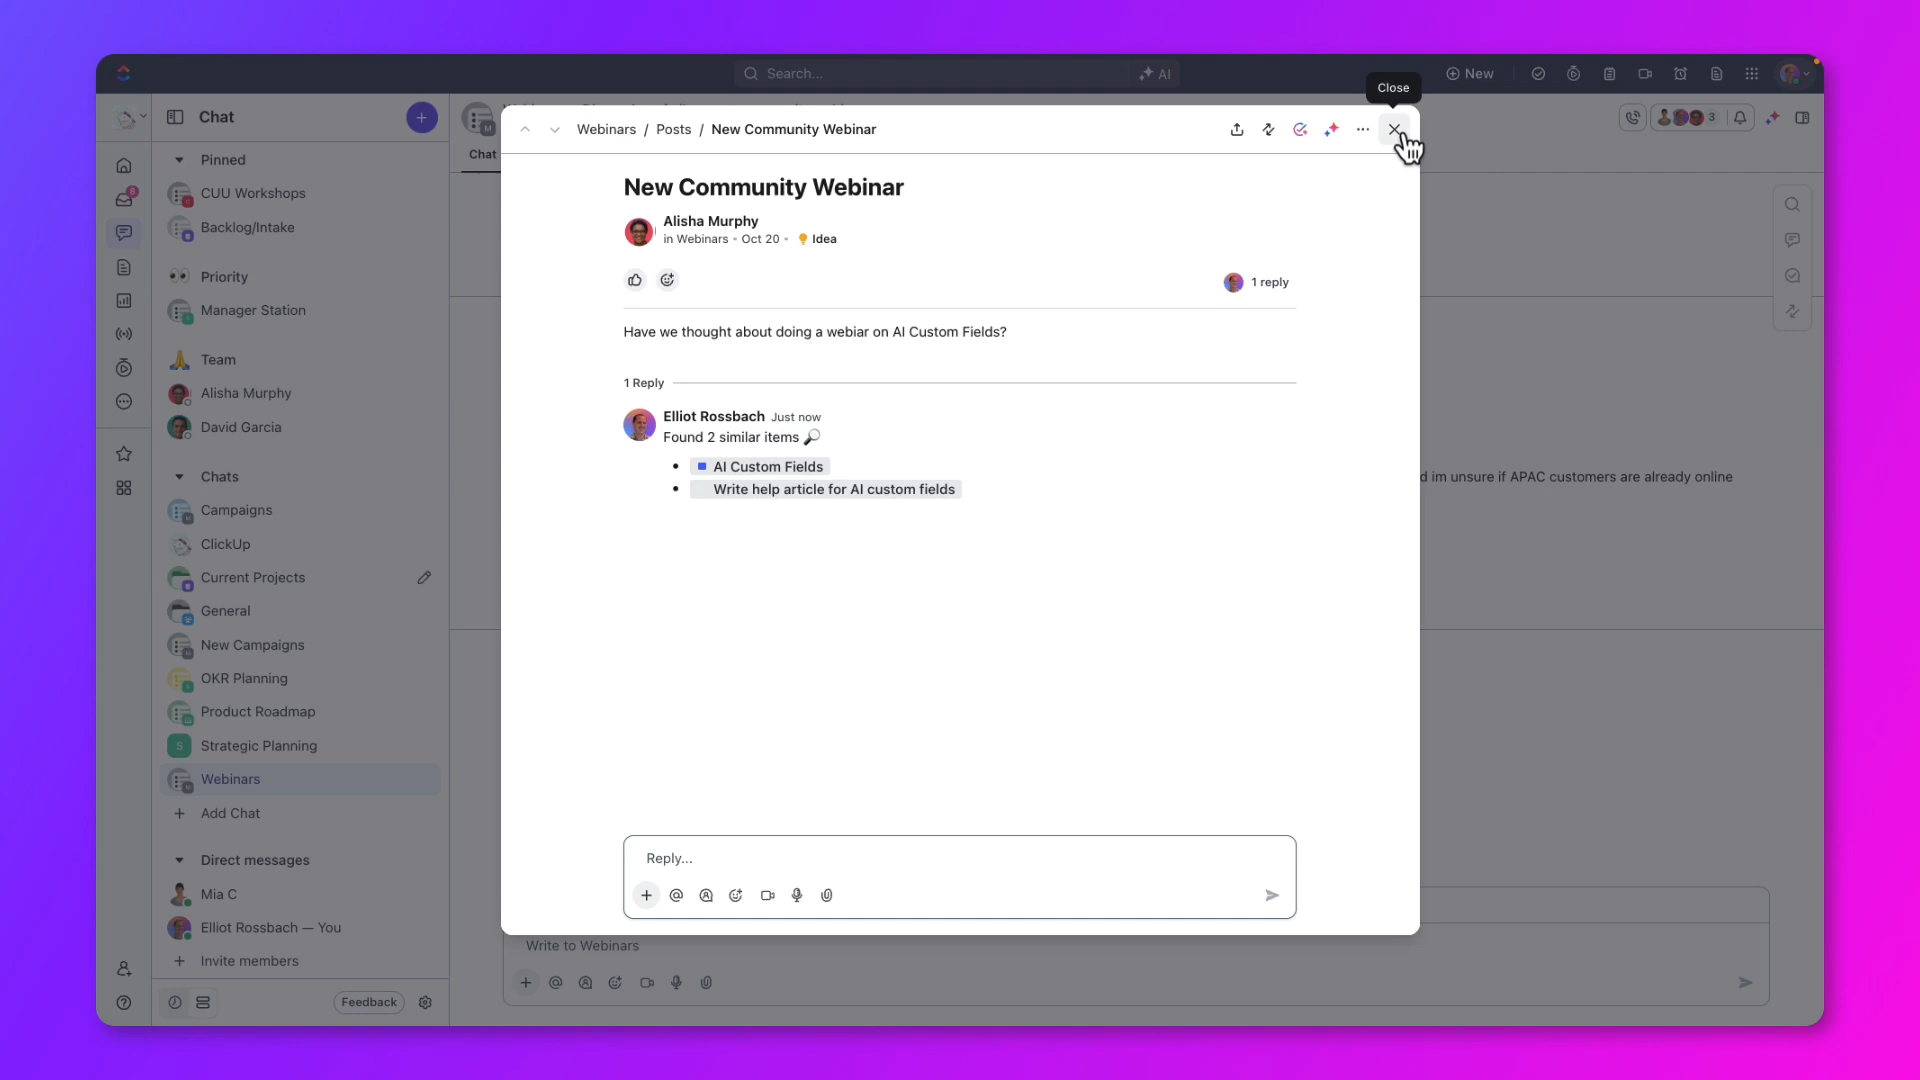 Search...
AI
New
Close
Chat
3
Webinars / Posts / New Community Webinar
Chat
Pinned
CUU Workshops
Backlog/Intake
8
Priority
Manager Station
Team
Alisha Murphy
David Garcia
Chats
Campaigns
ClickUp
Current Projects
General
New Campaigns
OKR Planning
Product Roadmap
S Strategic Planning
Webinars
Add Chat
Direct messages
Mia C
Elliot Rossbach — You
Invite members
Feedback
New Community Webinar
Alisha Murphy
in Webinars • Oct 20 • Idea
1 reply
Have we thought about doing a webiar on AI Custom Fields?
1 Reply
Elliot Rossbach Just now
Found 2 similar items
• AI Custom Fields
• Write help article for AI custom fields
d im unsure if APAC customers are already online
Reply...
Write to Webinars